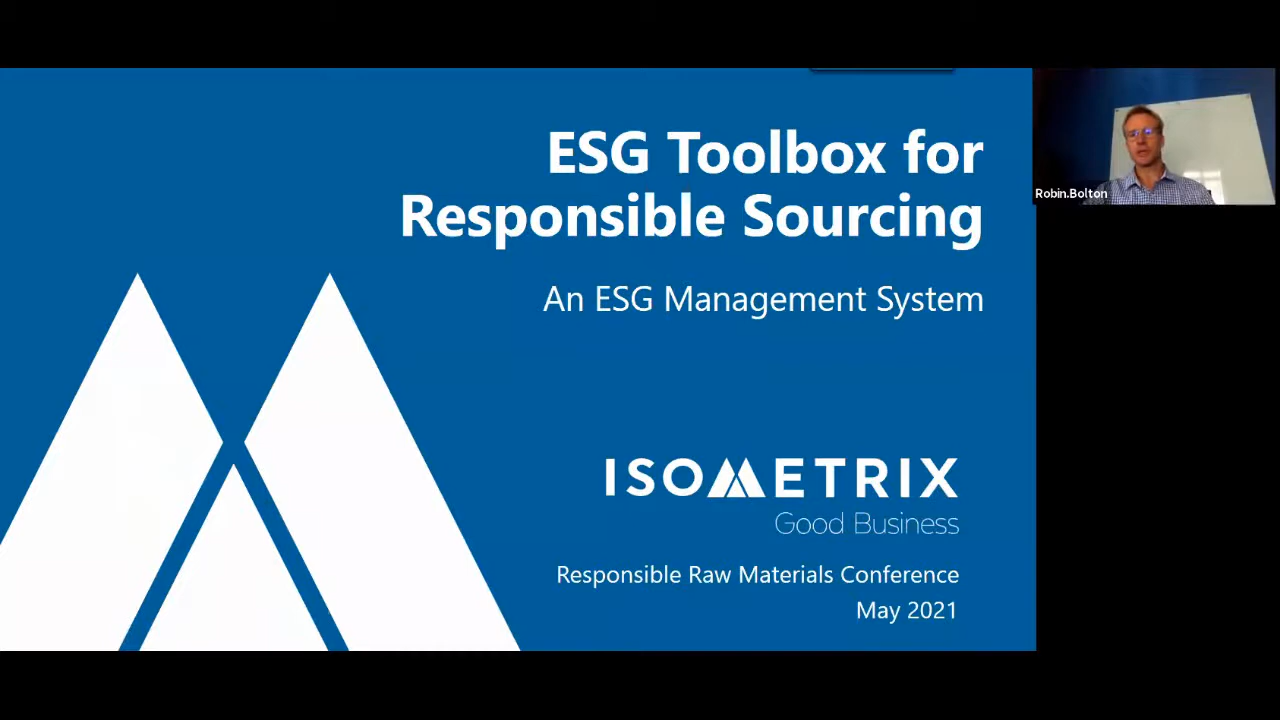 ESG Toolbox for
Responsible Sourcing
An ESG Management System
ISOMETRIX
Good Business
Responsible Raw Materials Conference
May 2021
Robin.Bolton